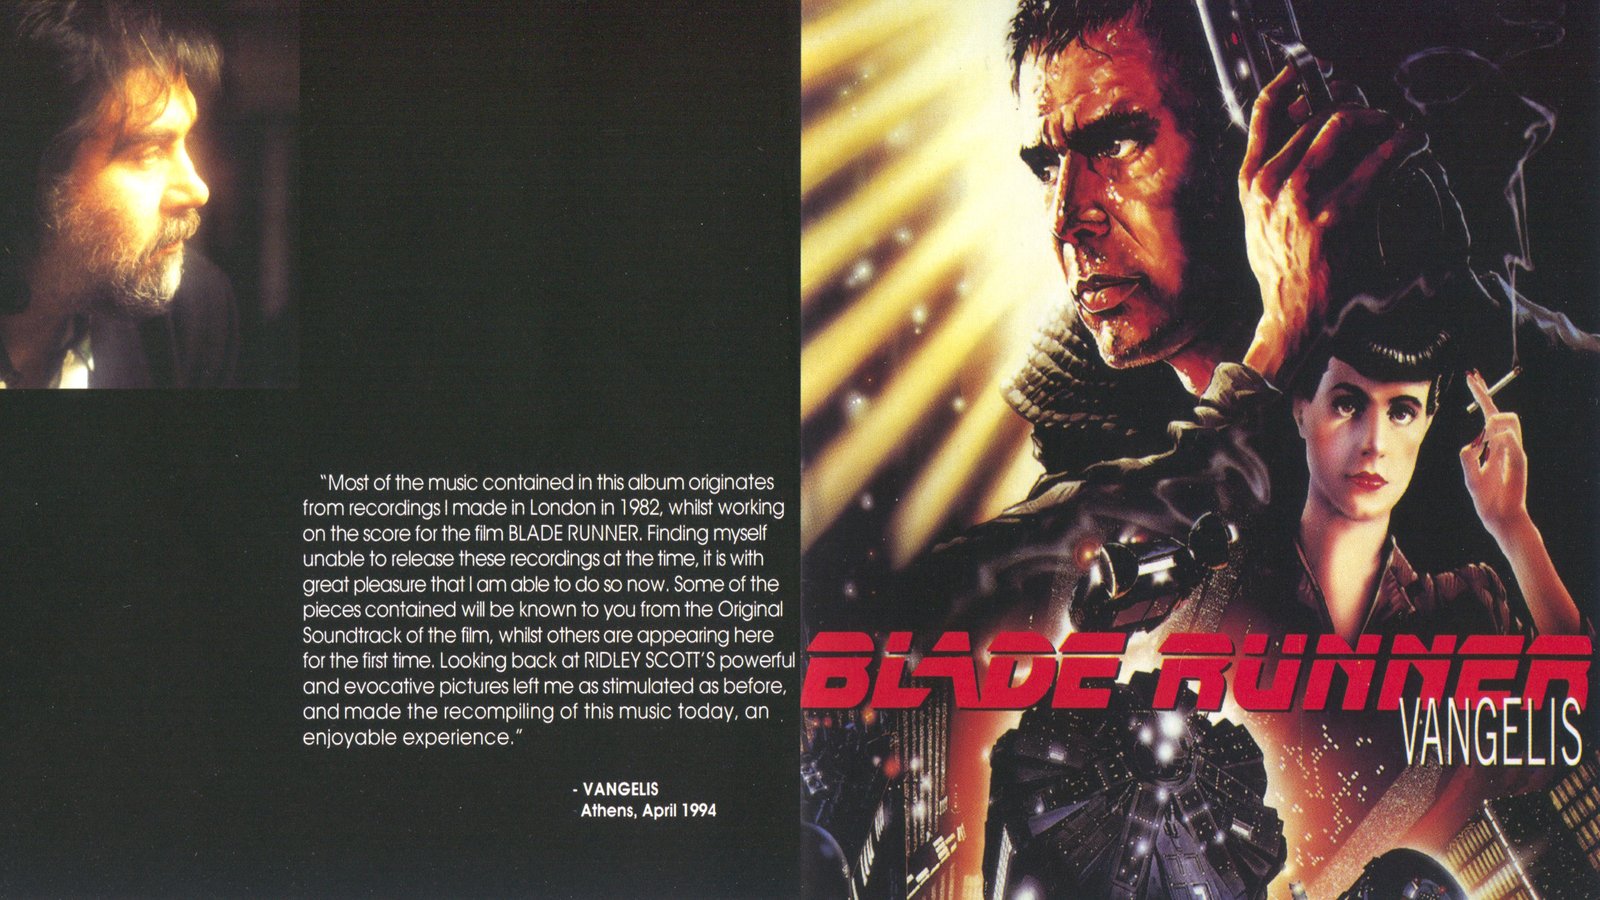 "Most of the music contained in this album originates
from recordings I made in London in 1982, whilst working
on the score for the film BLADE RUNNER. Finding myself
unable to release these recordings at the time, it is with
great pleasure that I am able to do so now. Some of the
pieces contained will be known to you from the Original
Soundtrack of the film, whilst others are appearing here
for the first time. Looking back at RIDLEY SCOTT'S powerful
and evocative pictures left me as stimulated as before,
and made the recompiling of this music today, an
enjoyable experience."
- VANGELIS
Athens, April 1994
BLADE RUNNER
VANGELIS